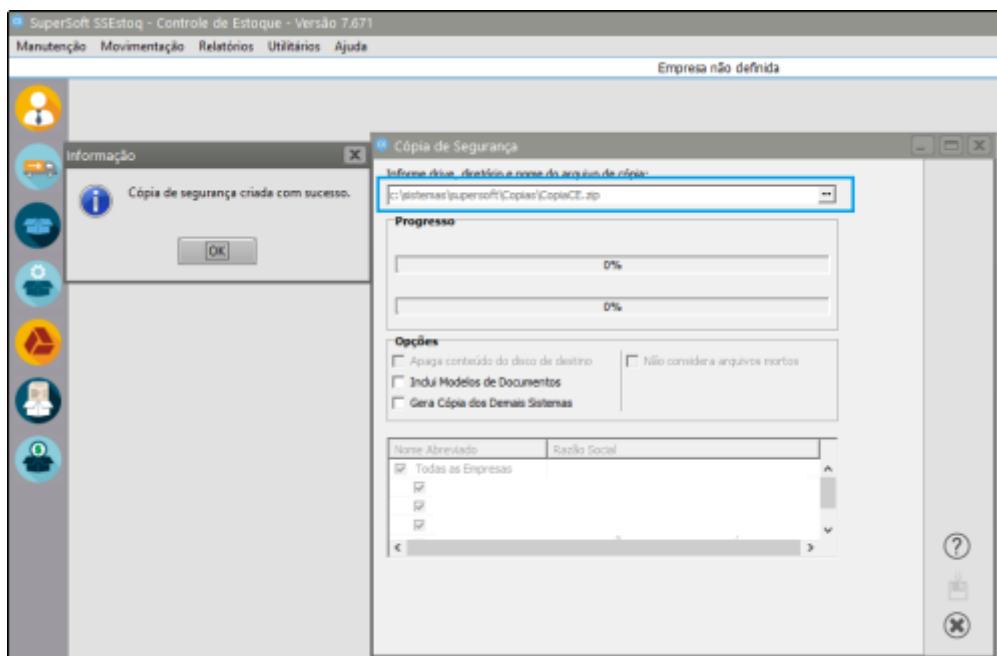 SuperSoft SSEstoq - Controle de Estoque - Versão 7.671
Manutenção Movimentação Relatórios Utilitários Ajuda
Empresa não definida
Informação
Cópia de segurança criada com sucesso.
OK
Cópia de Segurança
Informe drive, diretório e nome do arquivo de cópia:
c:\sistemas\supersoft\Copias\CopiaCE.zip
Progresso
0%
0%
Opções
Apaga conteúdo do disco de destino
Não considera arquivos mortos
Inclui Modelos de Documentos
Gera Cópia dos Demais Sistemas
Nome Abreviado Razão Social
Todas as Empresas